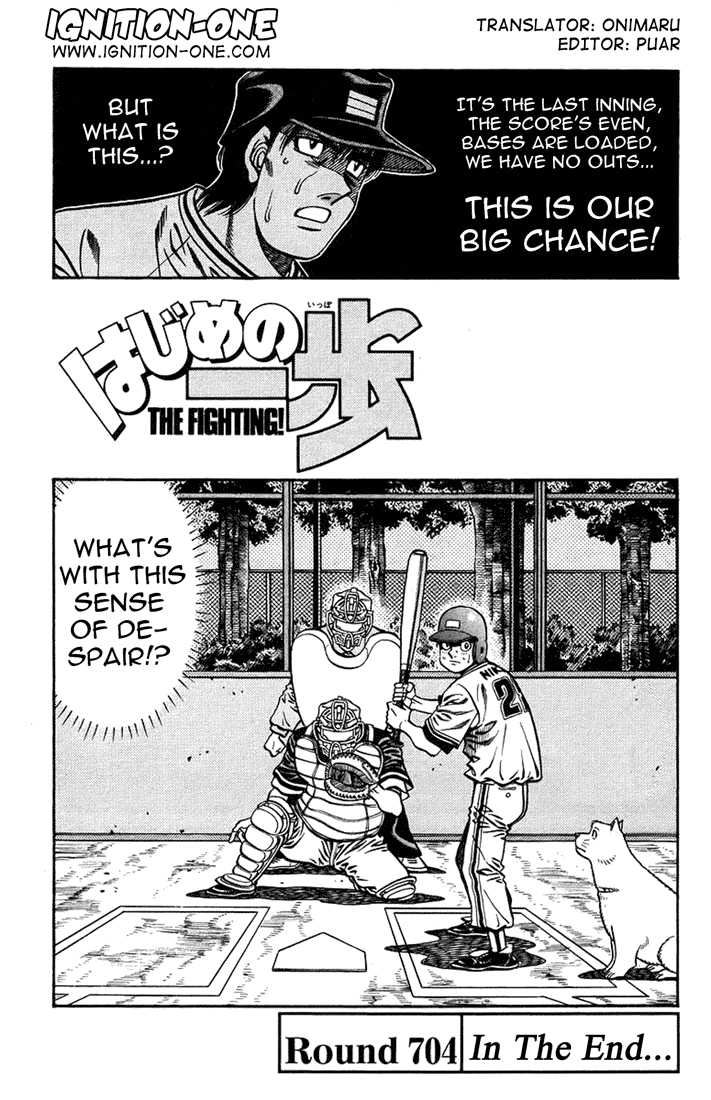 IGNITION-ONE
WWW.IGNITION-ONE.COM
TRANSLATOR: ONIMARU
EDITOR: PUAR
BUT
WHAT IS
THIS...?
IT'S THE LAST INNING,
THE SCORE'S EVEN,
BASES ARE LOADED,
WE HAVE NO OUTS...
THIS IS OUR
BIG CHANCE!
いっぽ
はじめの一歩
THE FIGHTING!
WHAT'S
WITH THIS
SENSE
OF DE-
SPAIR!?
Round 704
In The End...